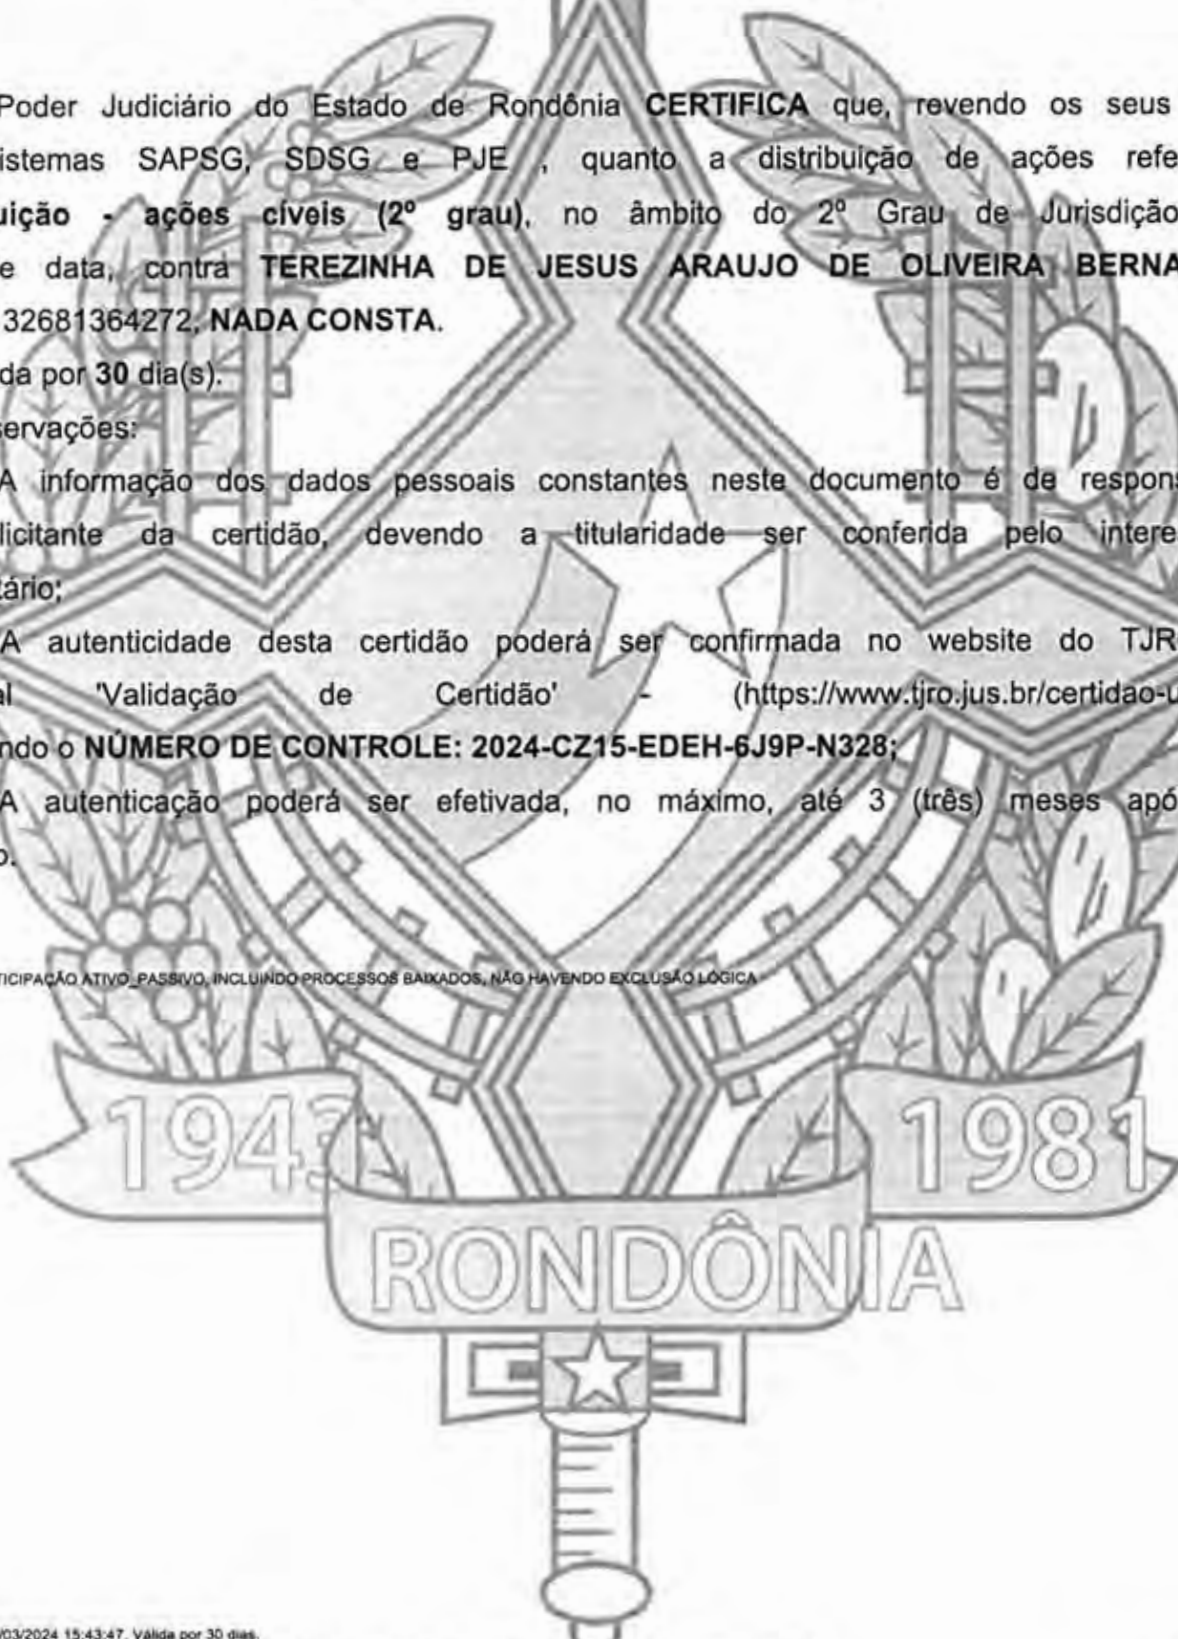 Poder Judiciário do Estado de Rondônia CERTIFICA que, revendo os seus
istemas SAPSG, SDSG e PJE , quanto a distribuição de ações refe
uição - ações cíveis (2º grau), no âmbito do 2º Grau de Jurisdição
e data, contra TEREZINHA DE JESUS ARAUJO DE OLIVEIRA BERNA
32681364272, NADA CONSTA.
da por 30 dia(s).
servações:
A informação dos dados pessoais constantes neste documento é de respons
licitante da certidão, devendo a titularidade ser conferida pelo intere
tário;
A autenticidade desta certidão poderá ser confirmada no website do TJR
al 'Validação de Certidão' - (https://www.tjro.jus.br/certidao-u
ndo o NÚMERO DE CONTROLE: 2024-CZ15-EDEH-6J9P-N328;
A autenticação poderá ser efetivada, no máximo, até 3 (três) meses apó
o.
TICIPAÇÃO ATIVO_PASSIVO, INCLUINDO PROCESSOS BAIXADOS, NÃO HAVENDO EXCLUSÃO LÓGICA
1943 1981
RONDÔNIA
/03/2024 15:43:47. Válida por 30 dias.